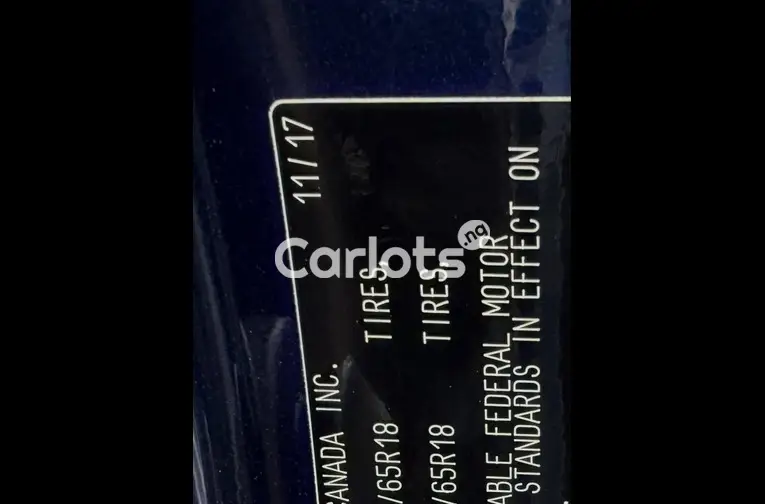 CANADA INC. 11/17
/65R18 TIRES,
/65R18 TIRES,
ABLE FEDERAL MOTOR
STANDARDS IN EFFECT ON
Carlots.ng